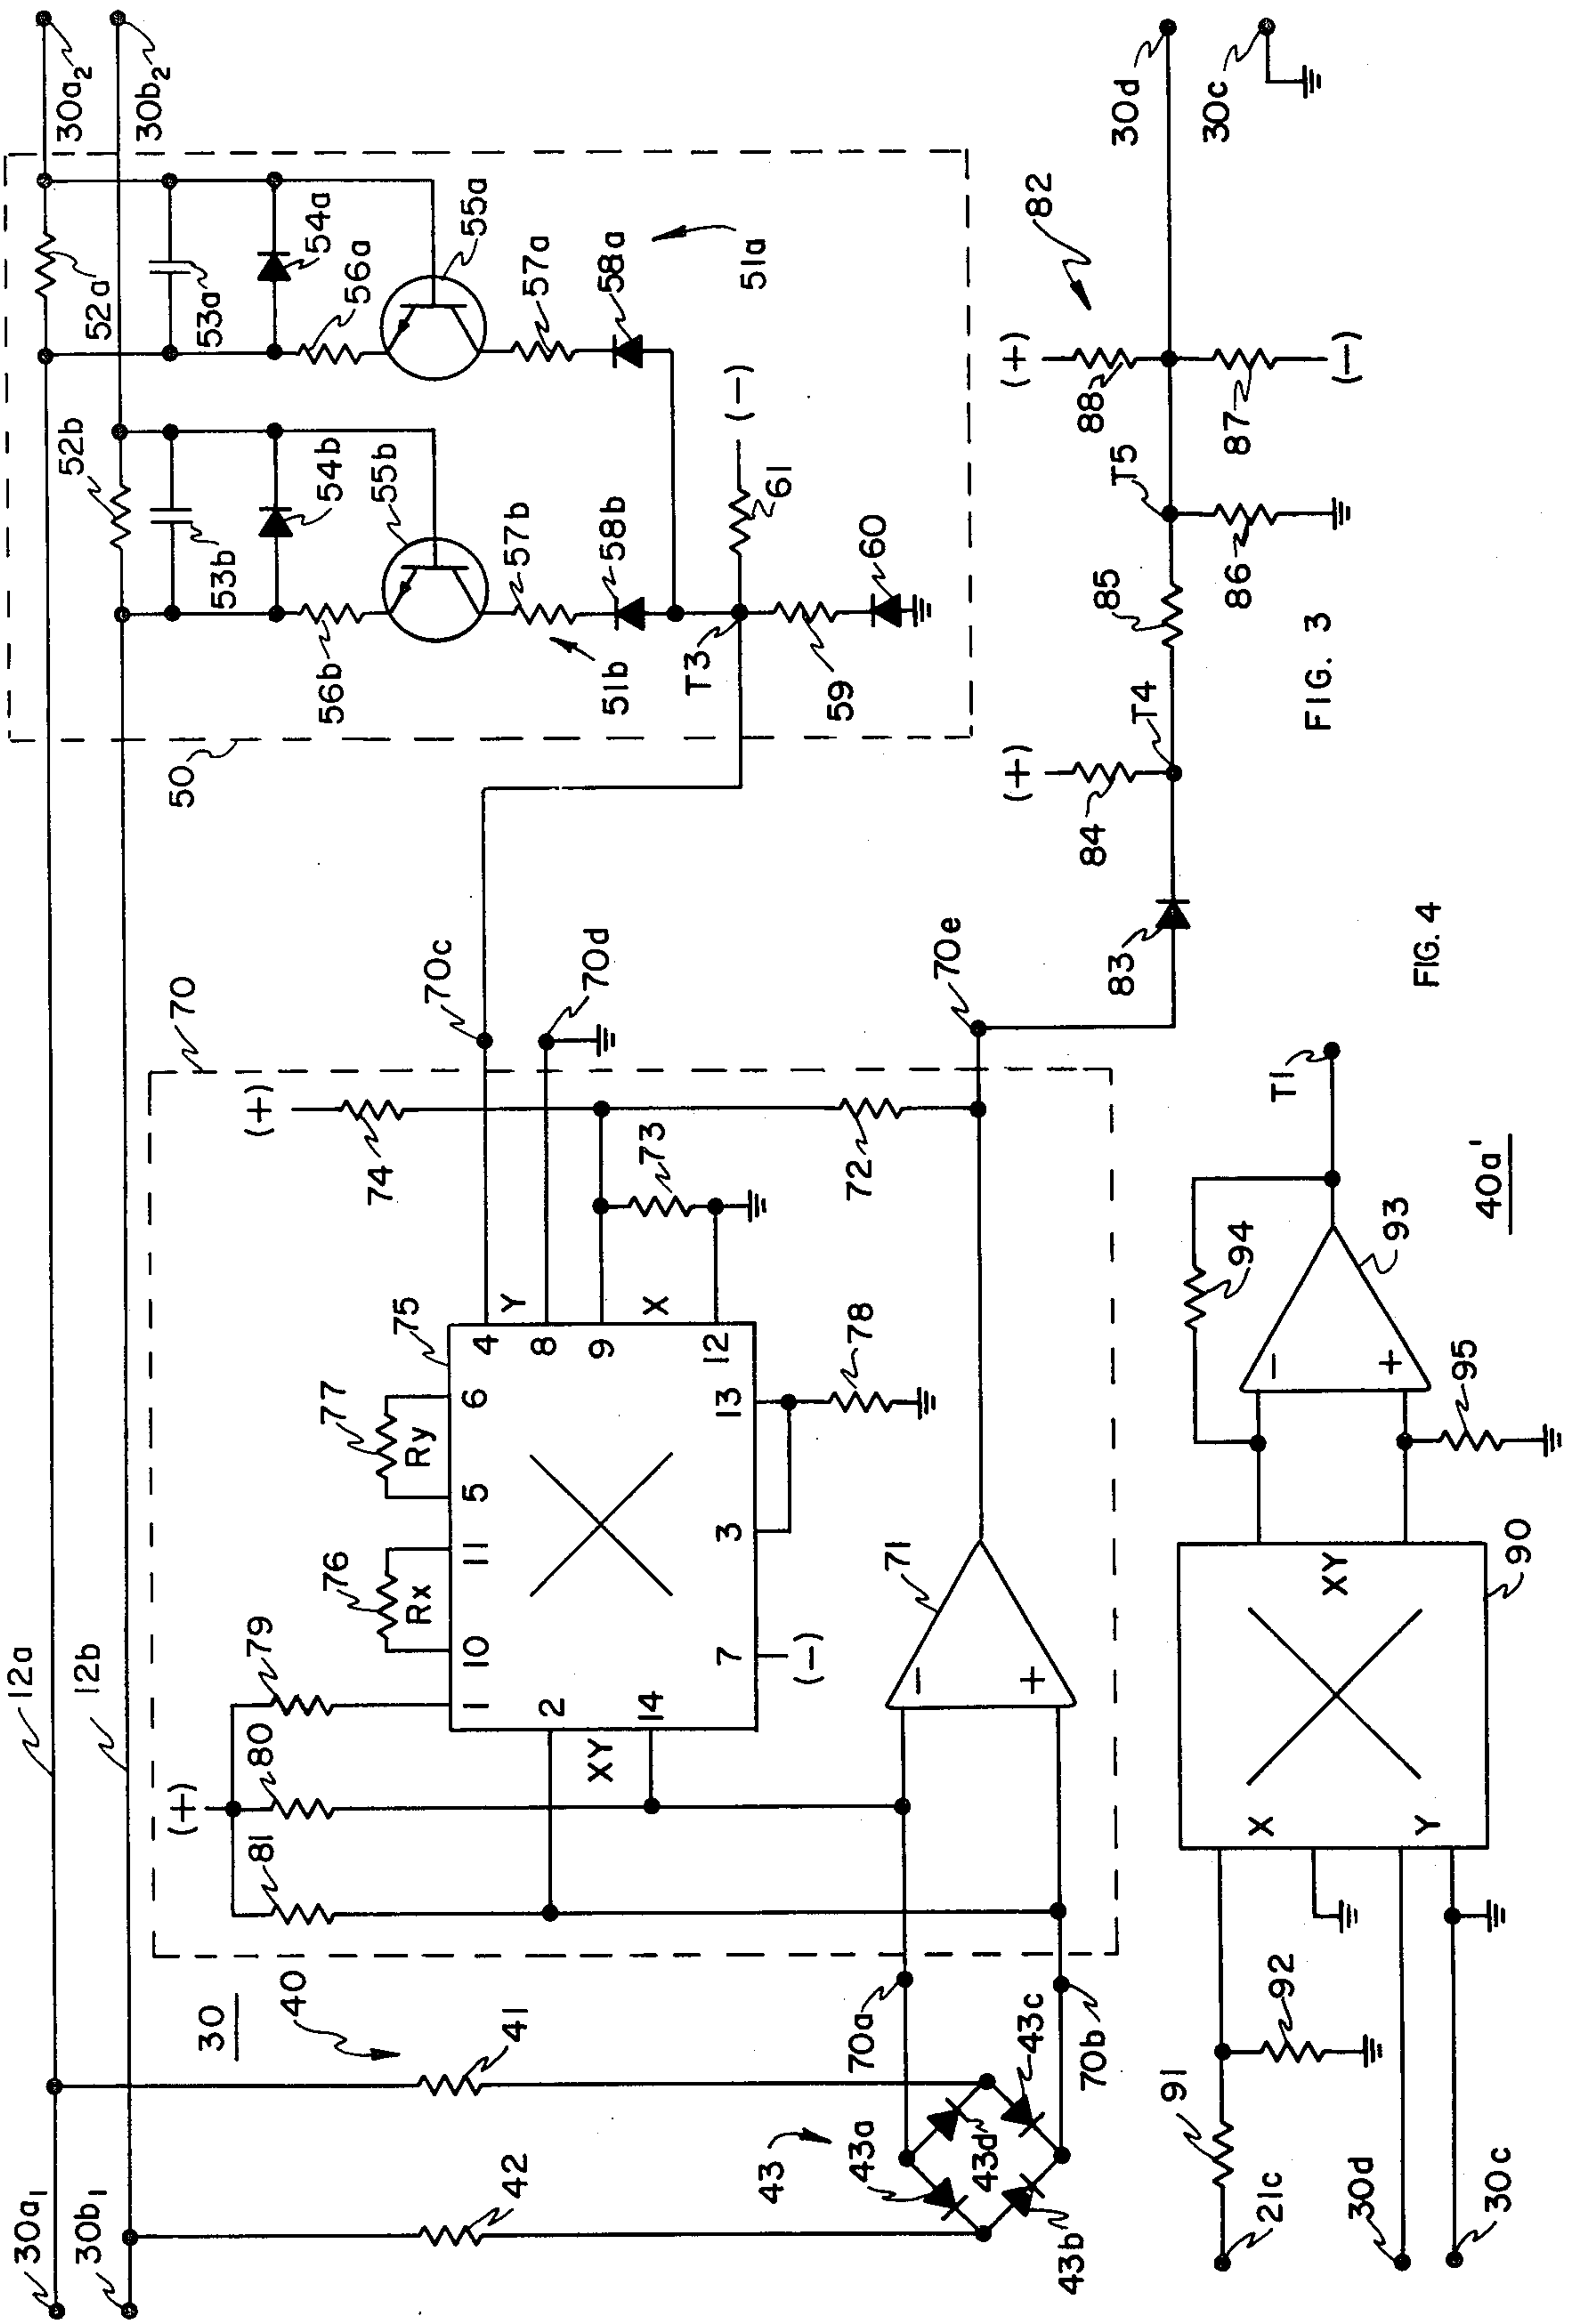 12a
12b
30a₁
30b₁
30a₂
30b₂
30
40
41
42
43
43a
43b
43c
43d
70a
70b
70
(+)
81
80
79
76
Rx
77
Ry
75
1 10 11 5 6
2
14
XY
7
(−)
3
13
4
8
9
12
Y
X
78
74
(+)
73
72
71
−
+
70c
70d
70e
50
52b
53b
54b
55b
56b
57b
58b
51b
52a
53a
54a
55a
56a
57a
58a
51a
T3
61
(−)
59
60
83
84
(+)
T4
85
T5
86
88
(+)
87
(−)
82
30d
30c
FIG. 3
21c
91
92
30d
30c
X
Y
XY
90
−
+
94
95
93
T1
40a'
FIG. 4